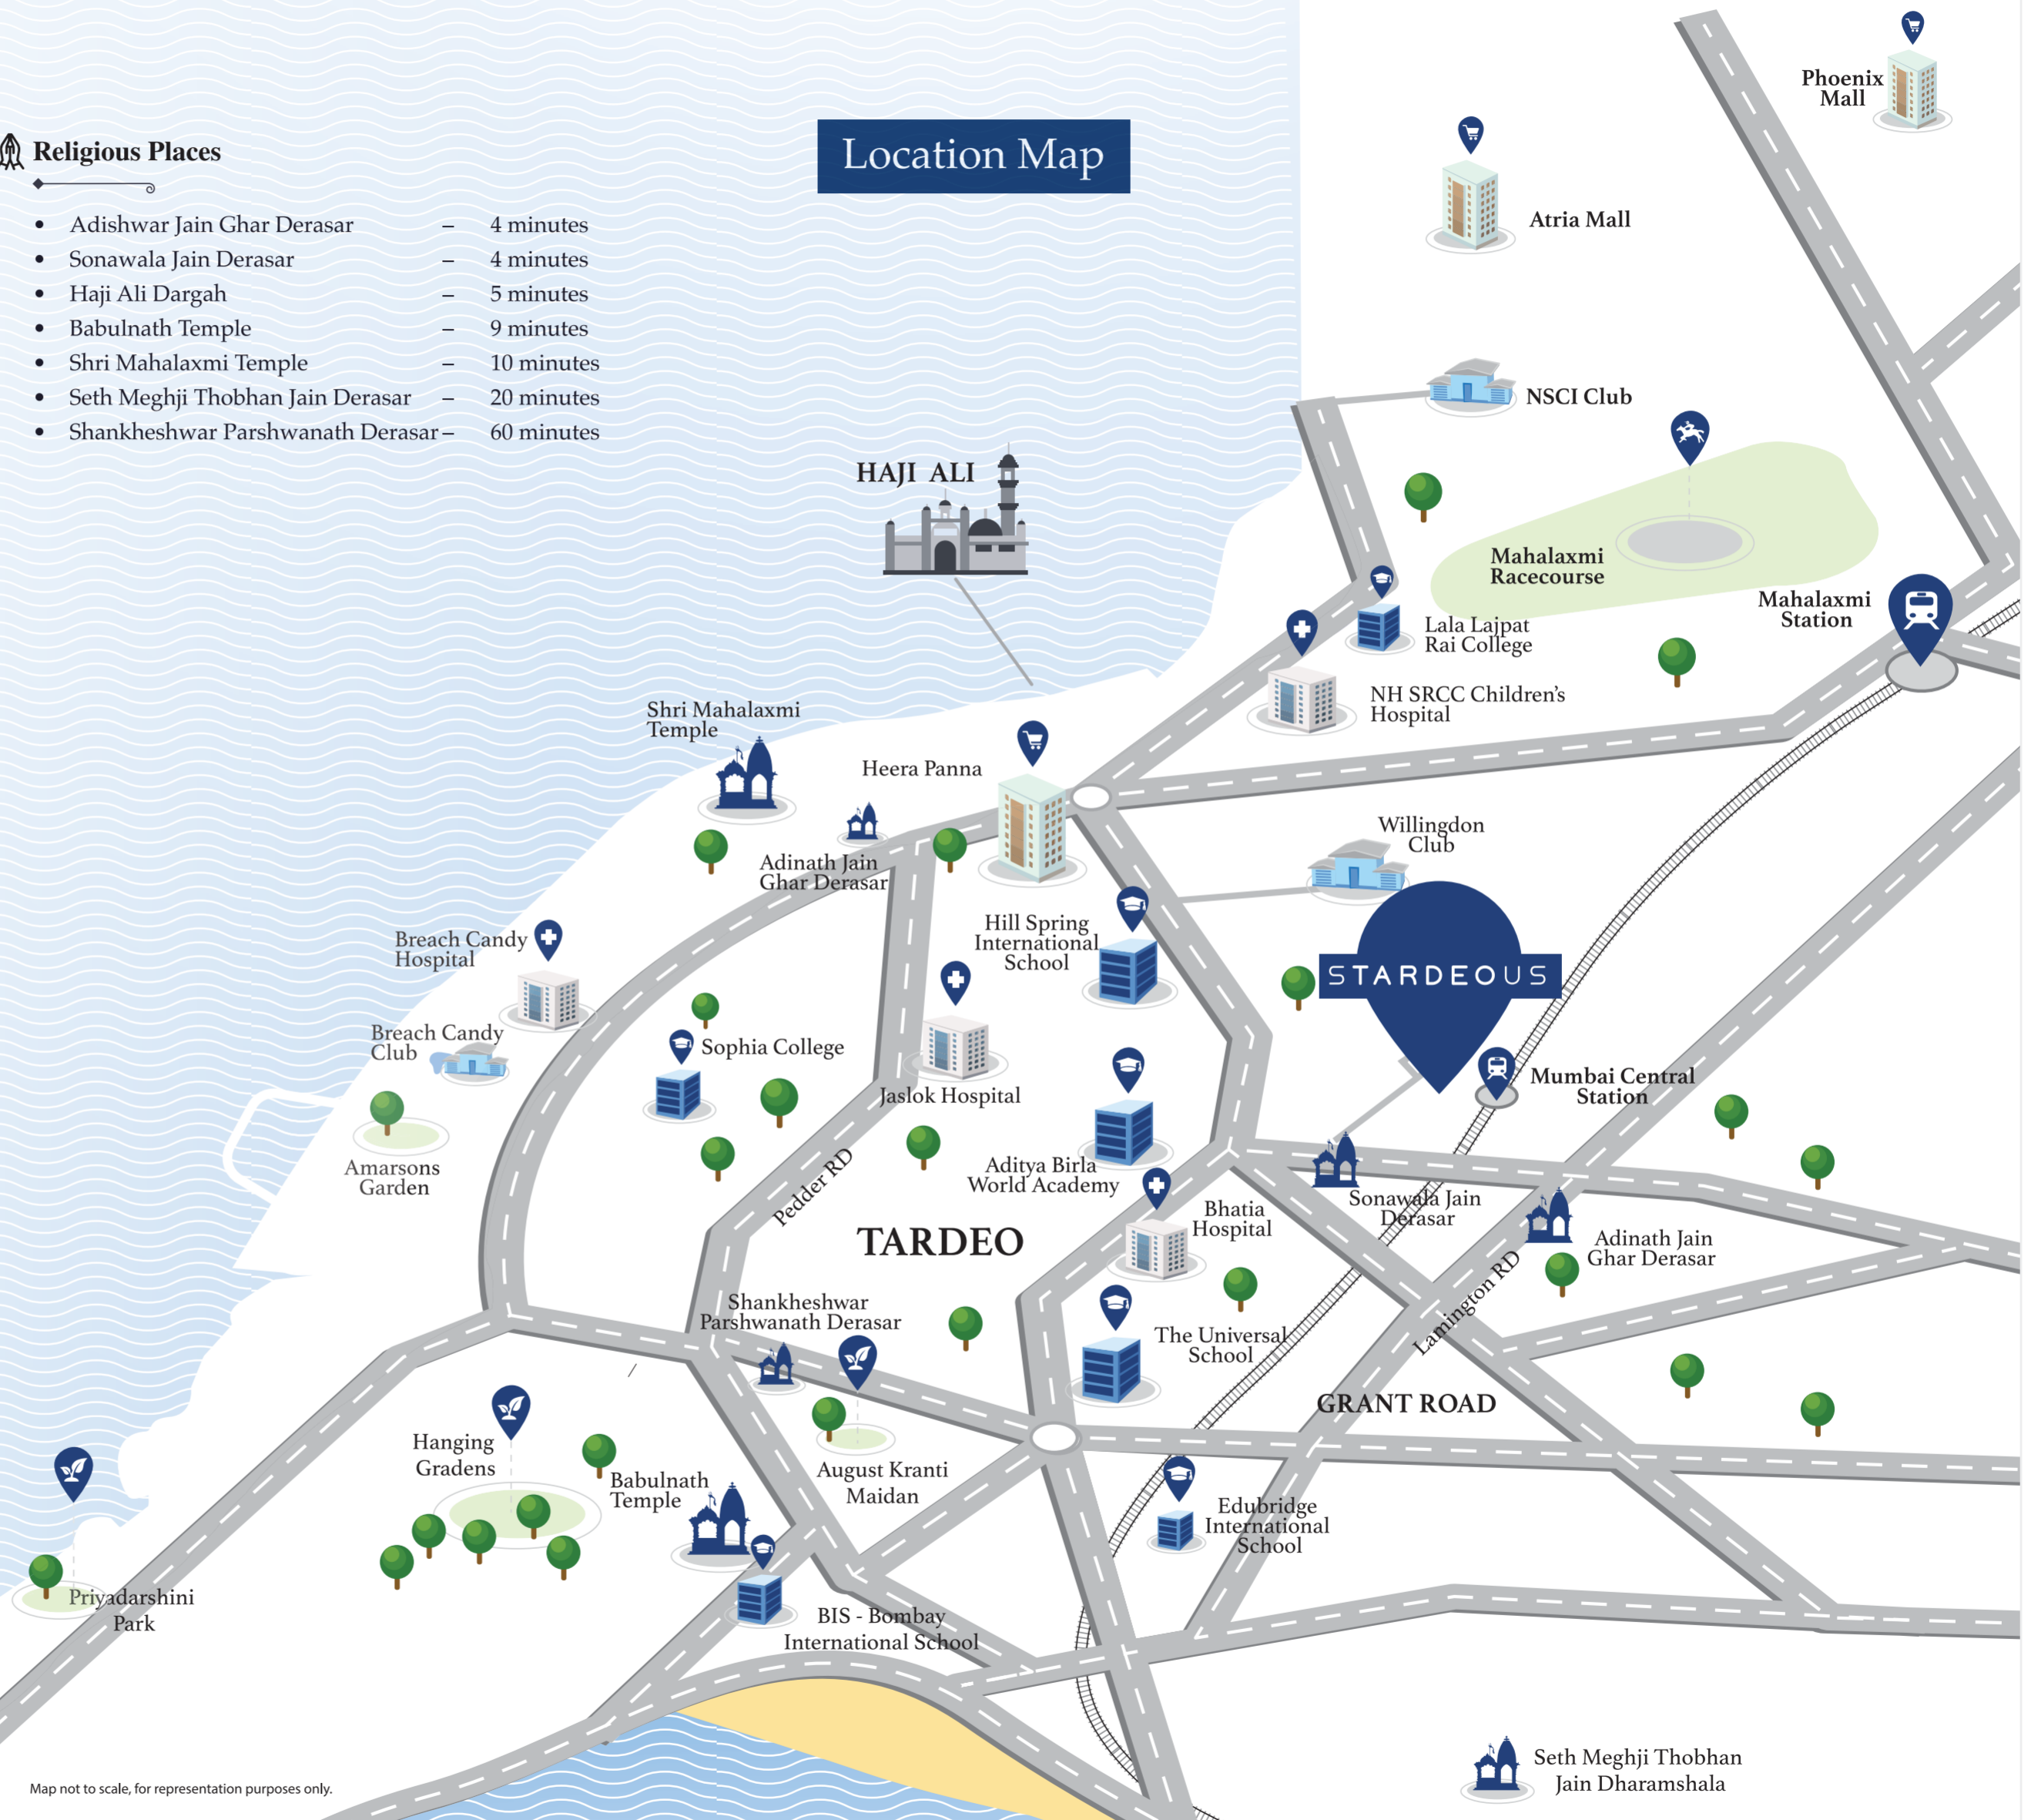 Location Map
Religious Places
• Adishwar Jain Ghar Derasar – 4 minutes
• Sonawala Jain Derasar – 4 minutes
• Haji Ali Dargah – 5 minutes
• Babulnath Temple – 9 minutes
• Shri Mahalaxmi Temple – 10 minutes
• Seth Meghji Thobhan Jain Derasar – 20 minutes
• Shankheshwar Parshwanath Derasar – 60 minutes
Phoenix
Mall
Atria Mall
NSCI Club
HAJI ALI
Mahalaxmi
Racecourse
Mahalaxmi
Station
Lala Lajpat
Rai College
NH SRCC Children's
Hospital
Shri Mahalaxmi
Temple
Heera Panna
Willingdon
Club
Adinath Jain
Ghar Derasar
Hill Spring
International
School
Breach Candy
Hospital
STARDEOUS
Breach Candy
Club
Sophia College
Jaslok Hospital
Mumbai Central
Station
Amarsons
Garden
Aditya Birla
World Academy
Pedder RD
Sonawala Jain
Derasar
Bhatia
Hospital
TARDEO
Adinath Jain
Ghar Derasar
Lamington RD
Shankheshwar
Parshwanath Derasar
The Universal
School
GRANT ROAD
Hanging
Gradens
August Kranti
Maidan
Babulnath
Temple
Edubridge
International
School
Priyadarshini
Park
BIS - Bombay
International School
Seth Meghji Thobhan
Jain Dharamshala
Map not to scale, for representation purposes only.